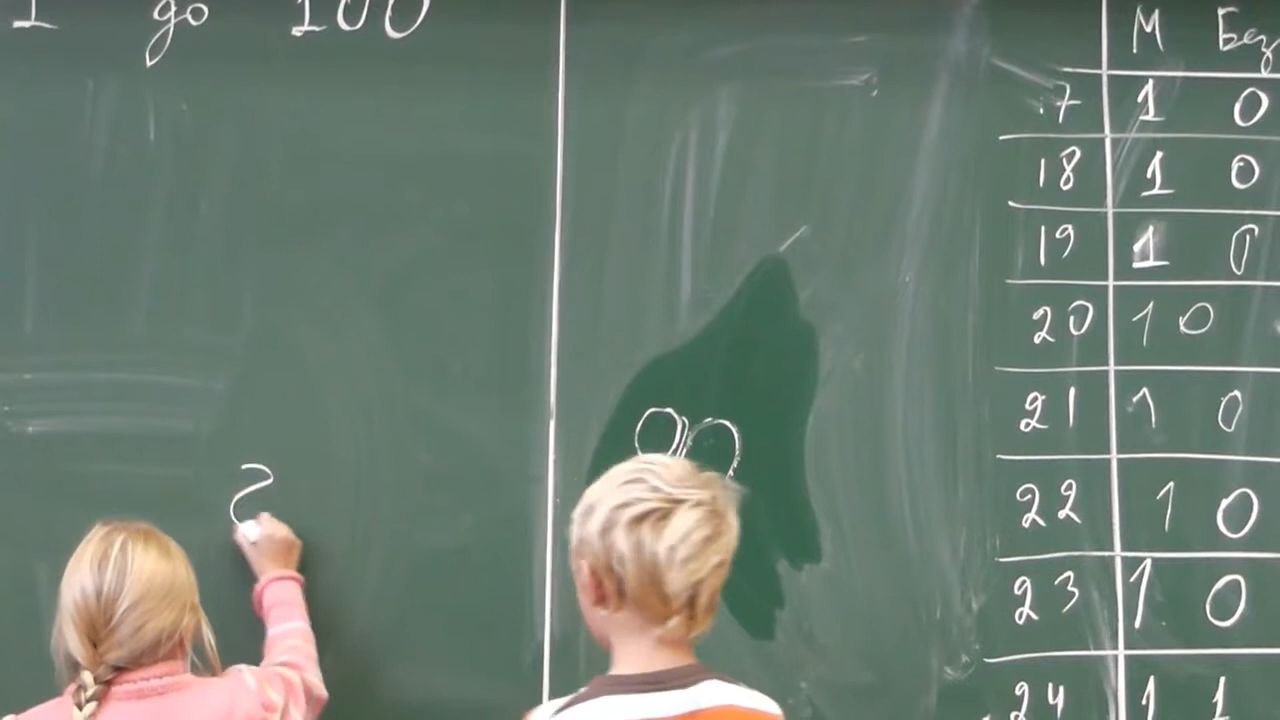 1 до 100
М Без
17 1 0
18 1 0
19 1 0
20 1 0
21 1 0
22 1 0
23 1 0
24 1 1